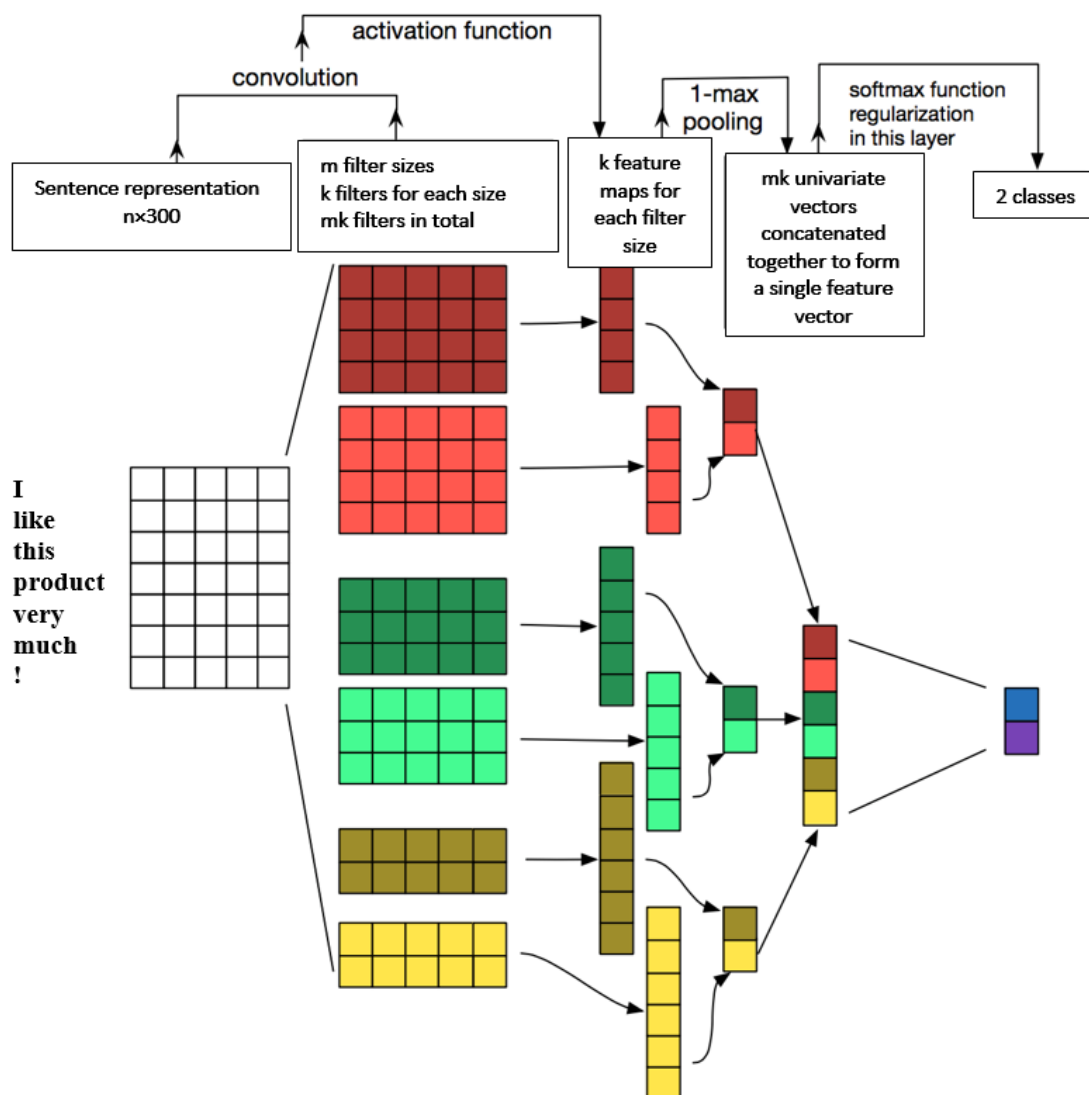 activation function
convolution
1-max
pooling
softmax function
regularization
in this layer
Sentence representation
n×300
m filter sizes
k filters for each size
mk filters in total
k feature
maps for
each filter
size
mk univariate
vectors
concatenated
together to form
a single feature
vector
2 classes
I
like
this
product
very
much
!